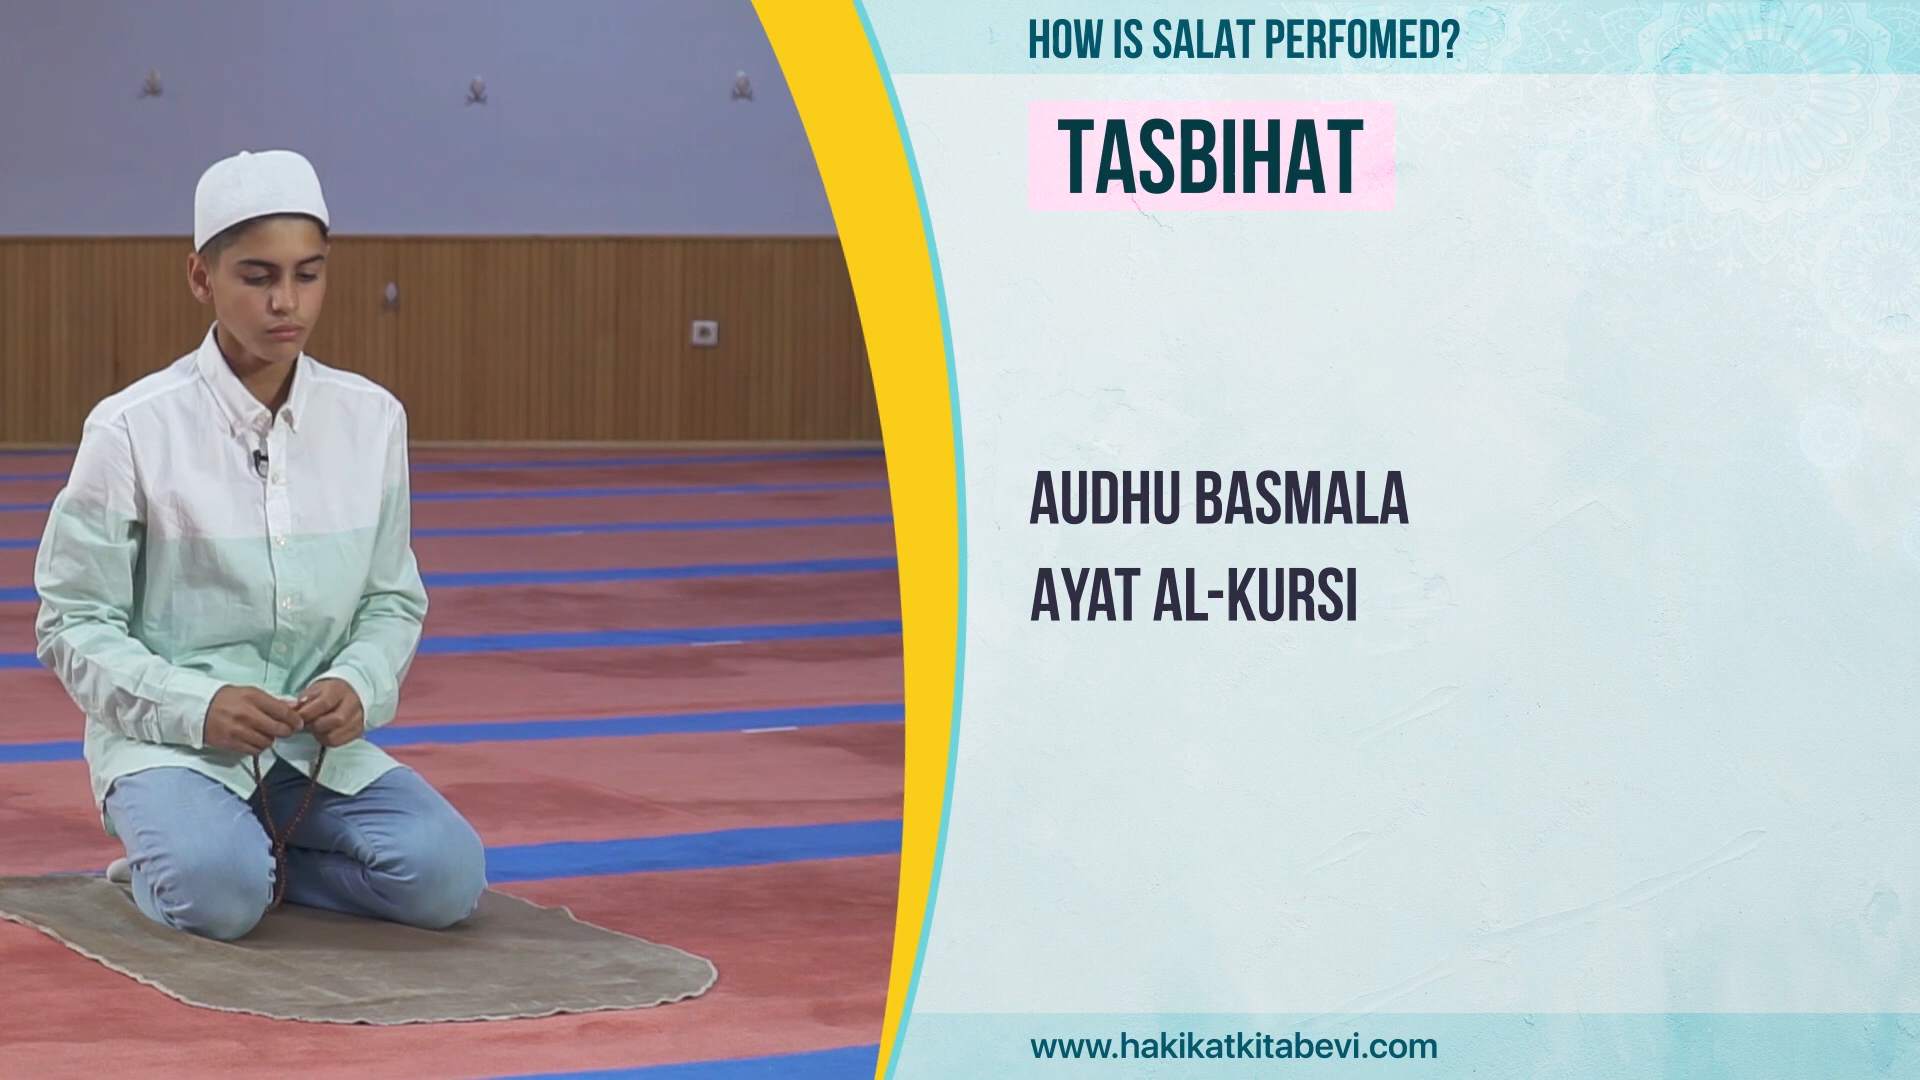 HOW IS SALAT PERFOMED?
TASBIHAT
AUDHU BASMALA
AYAT AL-KURSI
www.hakikatkitabevi.com